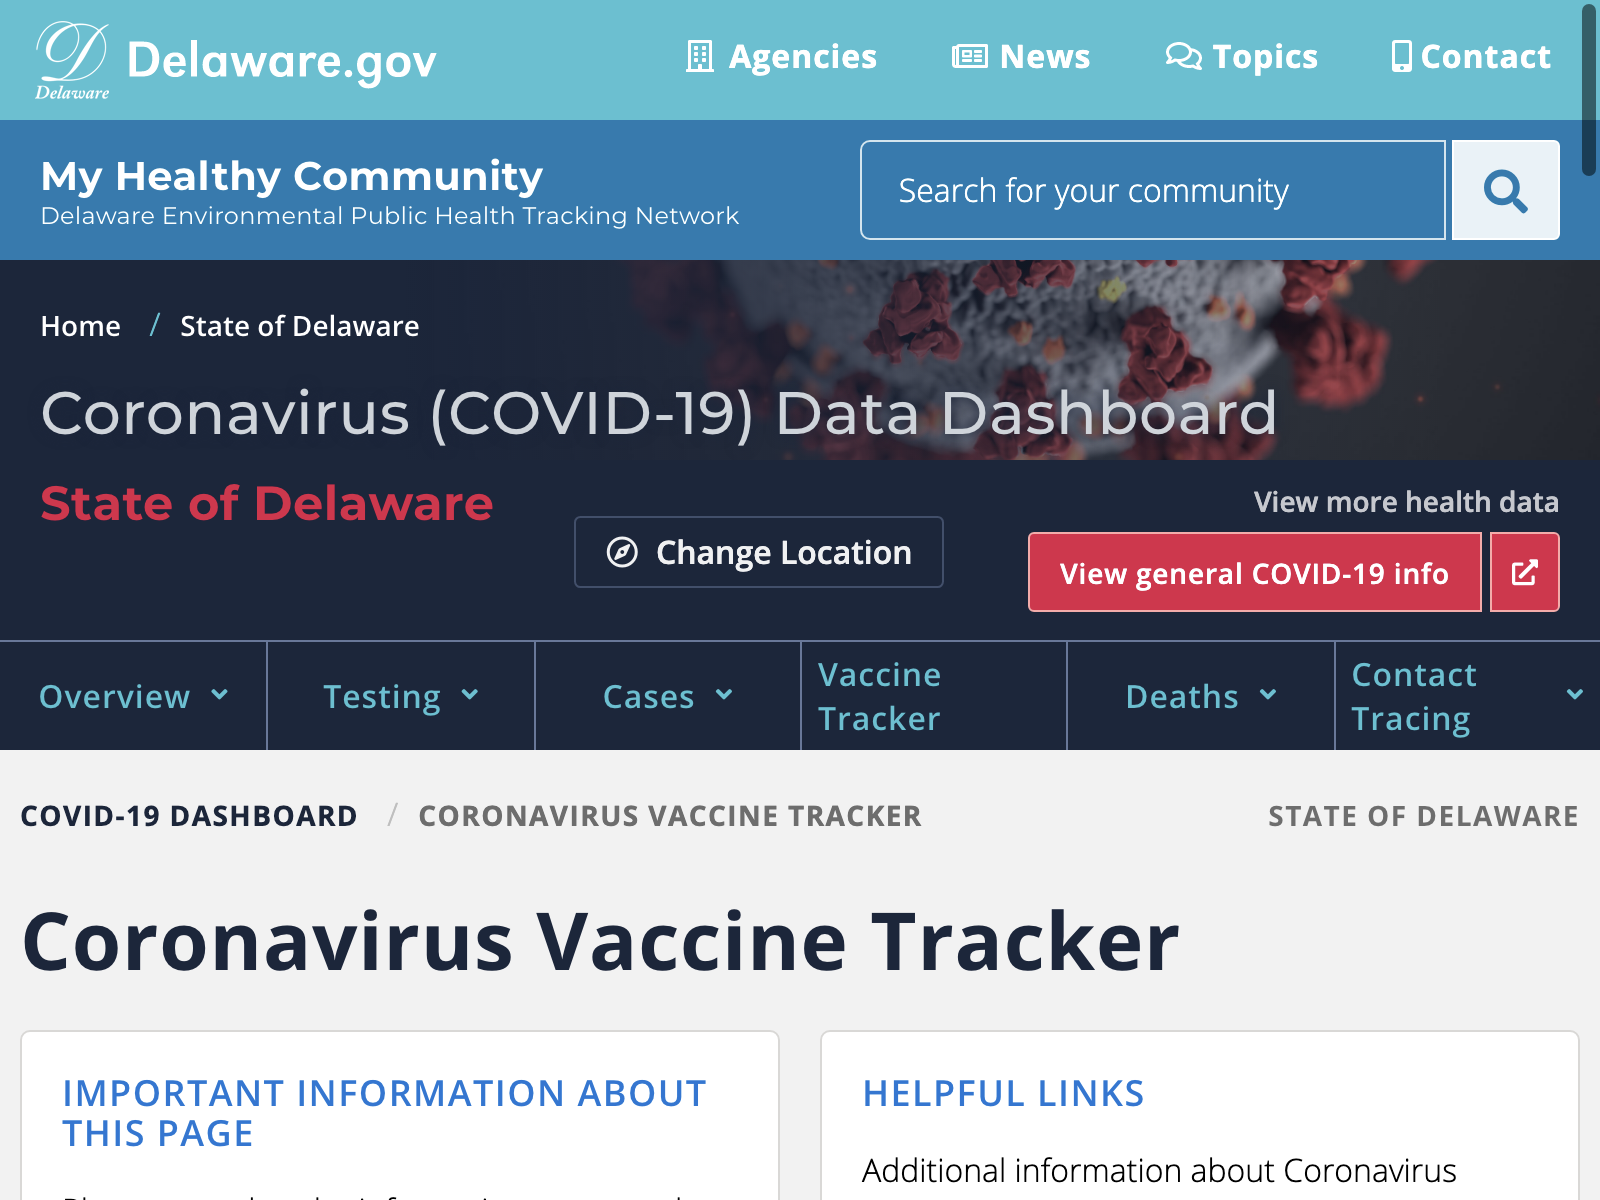 Delaware
Delaware.gov
Agencies
News
Topics
Contact
My Healthy Community
Delaware Environmental Public Health Tracking Network
Search for your community
Home / State of Delaware
Coronavirus (COVID-19) Data Dashboard
State of Delaware
Change Location
View more health data
View general COVID-19 info
Overview
Testing
Cases
Vaccine
Tracker
Deaths
Contact
Tracing
COVID-19 DASHBOARD / CORONAVIRUS VACCINE TRACKER
STATE OF DELAWARE
Coronavirus Vaccine Tracker
IMPORTANT INFORMATION ABOUT
THIS PAGE
HELPFUL LINKS
Additional information about Coronavirus